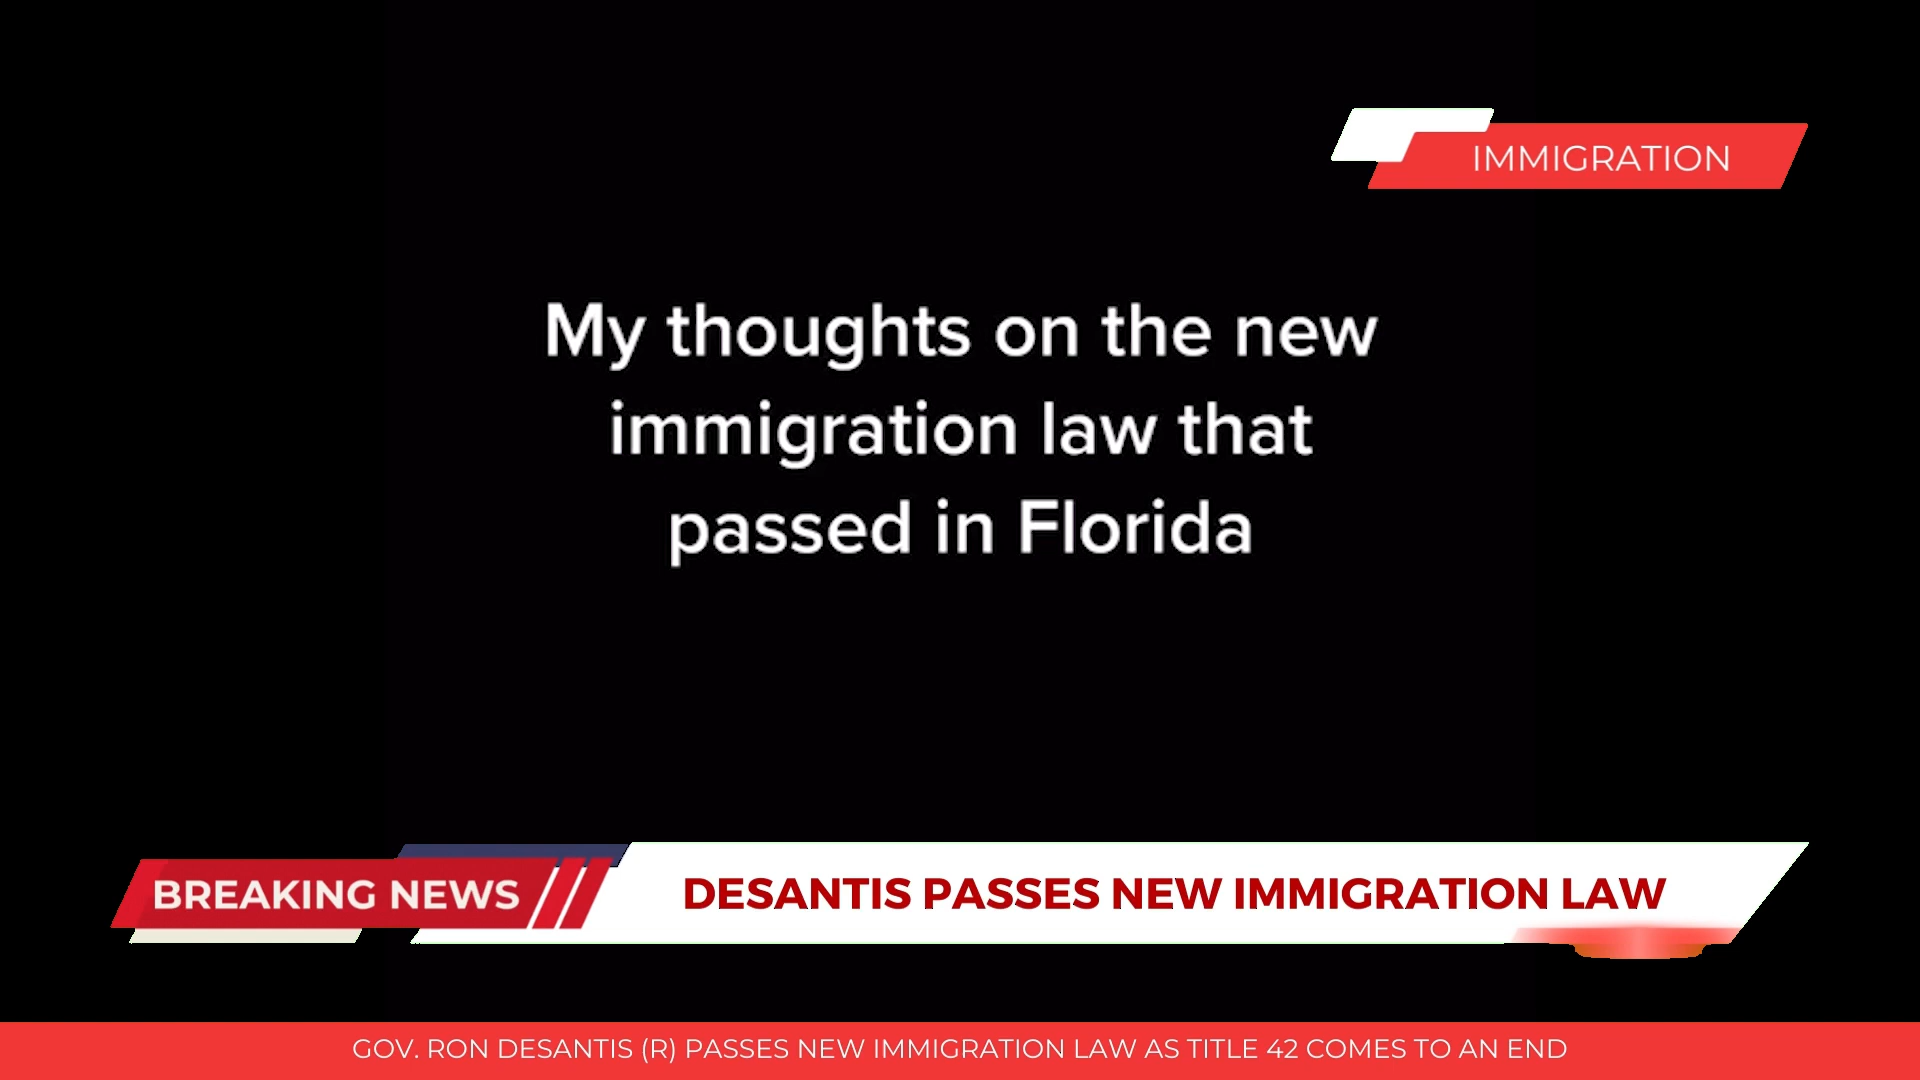 IMMIGRATION
My thoughts on the new
immigration law that
passed in Florida
BREAKING NEWS
DESANTIS PASSES NEW IMMIGRATION LAW
GOV. RON DESANTIS (R) PASSES NEW IMMIGRATION LAW AS TITLE 42 COMES TO AN END